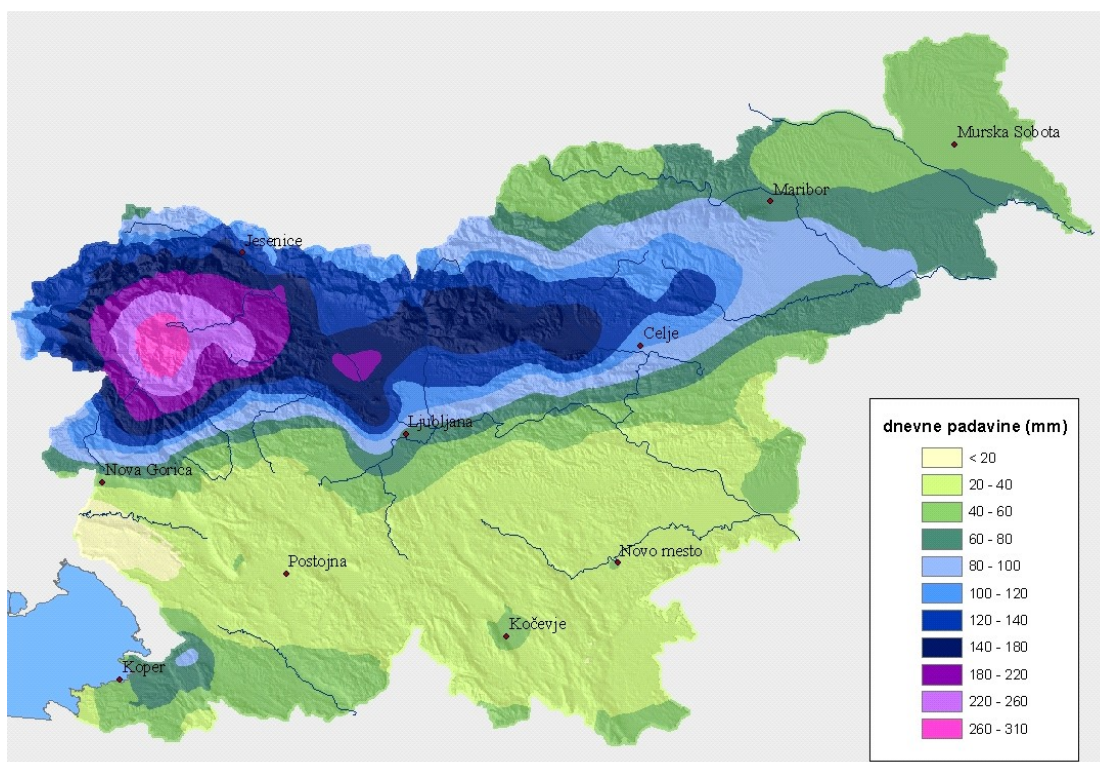 Murska Sobota
Maribor
Jesenice
Celje
Ljubljana
Nova Gorica
Novo mesto
Postojna
Kočevje
Koper
dnevne padavine (mm)
< 20
20 - 40
40 - 60
60 - 80
80 - 100
100 - 120
120 - 140
140 - 180
180 - 220
220 - 260
260 - 310